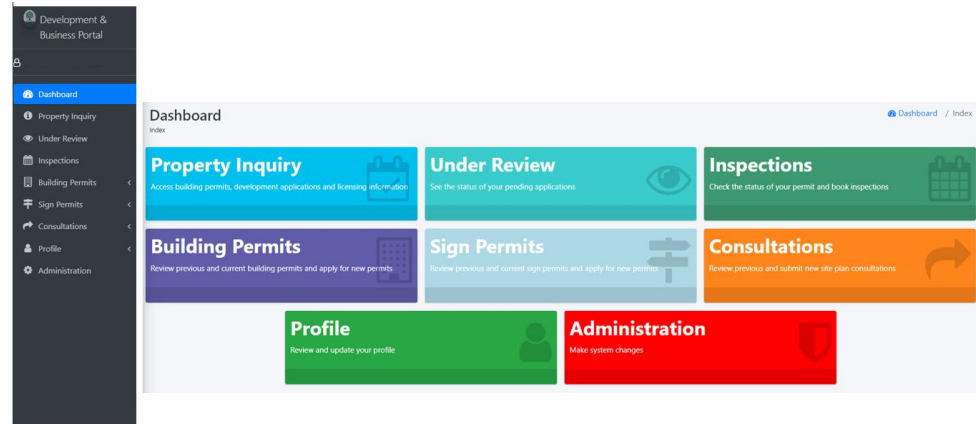 Development &
Business Portal
Dashboard
Property Inquiry
Under Review
Inspections
Building Permits
Sign Permits
Consultations
Profile
Administration
Dashboard
Index
Dashboard / Index
Property Inquiry
Access building permits, development applications and licensing information
Under Review
See the status of your pending applications
Inspections
Check the status of your permit and book inspections
Building Permits
Review previous and current building permits and apply for new permits
Sign Permits
Review previous and current sign permits and apply for new permits
Consultations
Review previous and submit new site plan consultations
Profile
Review and update your profile
Administration
Make system changes